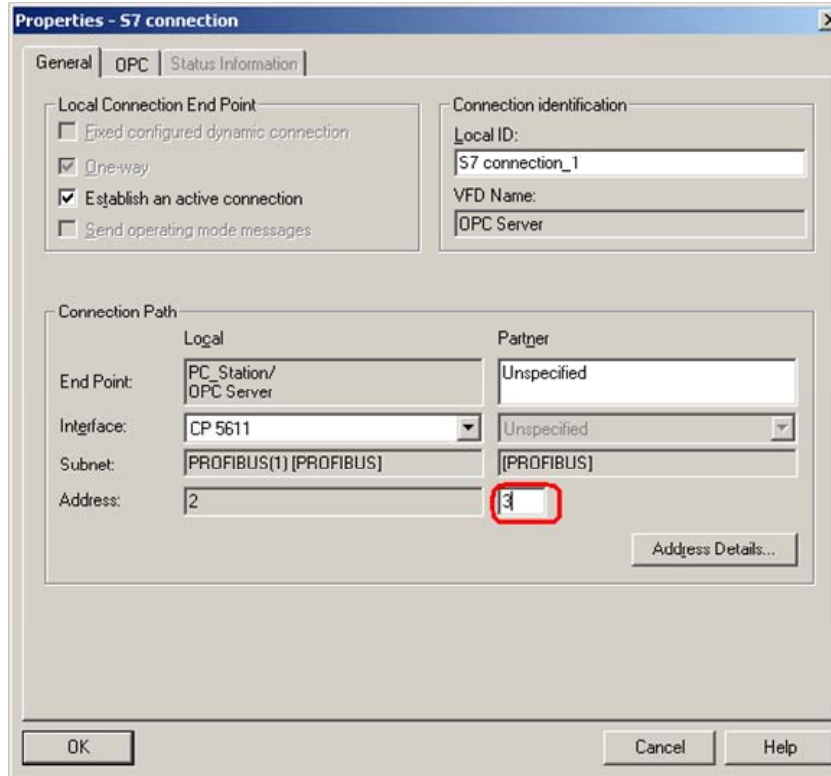 Properties - S7 connection
General
OPC
Status Information
Local Connection End Point
Fixed configured dynamic connection
One-way
Establish an active connection
Send operating mode messages
Connection identification
Local ID:
S7 connection_1
VFD Name:
OPC Server
Connection Path
Local
Partner
End Point:
PC_Station/
OPC Server
Unspecified
Interface:
CP 5611
Unspecified
Subnet:
PROFIBUS(1) [PROFIBUS]
[PROFIBUS]
Address:
2
3
Address Details...
OK
Cancel
Help